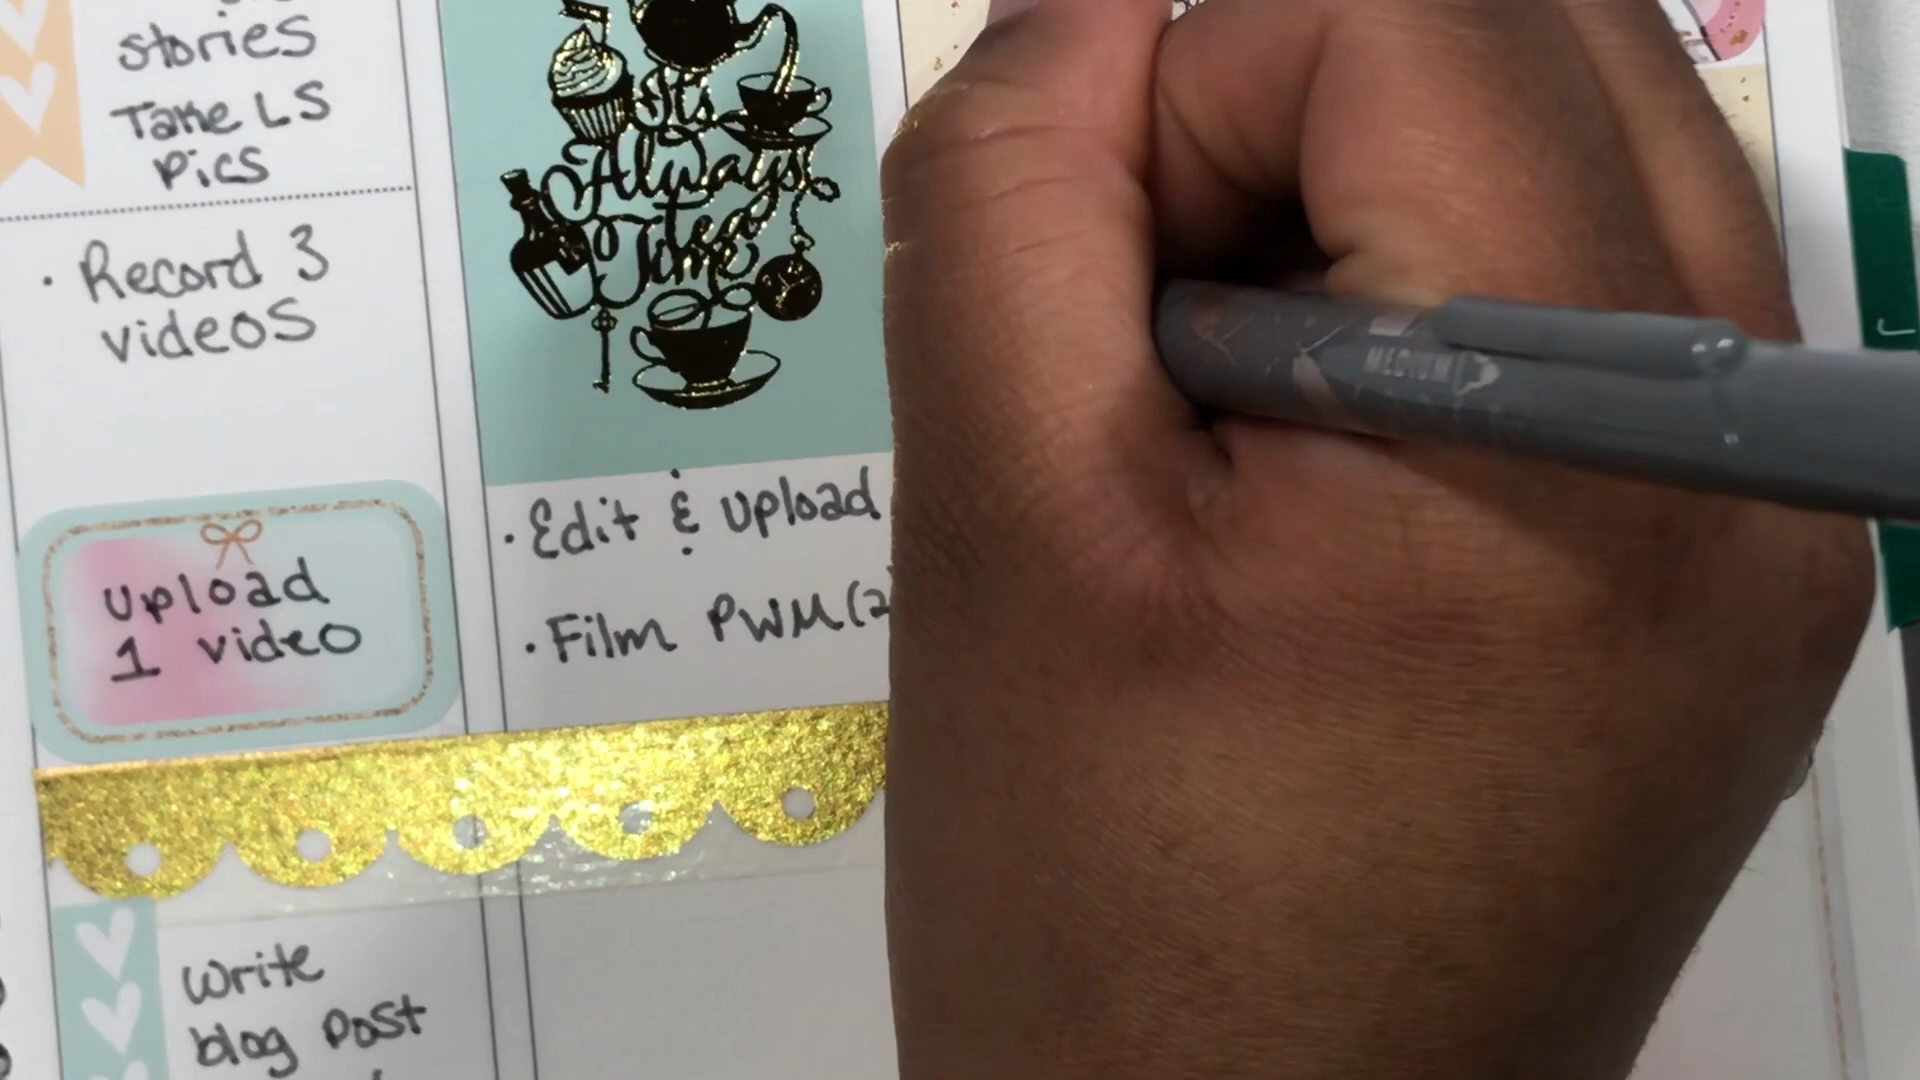 stories
Take LS
Pics
• Record 3
videos
Upload
1 video
Write
blog Post
It's
Always
tea
Time
• Edit & Upload
• Film PWM (2
MEDIUM